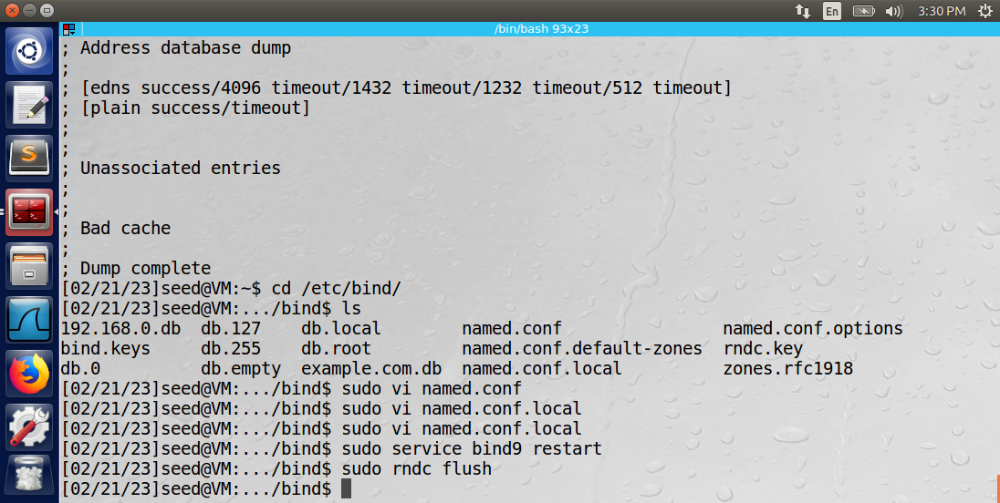 En 3:30 PM
/bin/bash 93x23
; Address database dump
;
; [edns success/4096 timeout/1432 timeout/1232 timeout/512 timeout]
; [plain success/timeout]
;
;
; Unassociated entries
;
;
; Bad cache
;
; Dump complete
[02/21/23]seed@VM:~$ cd /etc/bind/
[02/21/23]seed@VM:.../bind$ ls
192.168.0.db  db.127    db.local        named.conf                named.conf.options
bind.keys     db.255    db.root         named.conf.default-zones  rndc.key
db.0          db.empty  example.com.db  named.conf.local          zones.rfc1918
[02/21/23]seed@VM:.../bind$ sudo vi named.conf
[02/21/23]seed@VM:.../bind$ sudo vi named.conf.local
[02/21/23]seed@VM:.../bind$ sudo vi named.conf.local
[02/21/23]seed@VM:.../bind$ sudo service bind9 restart
[02/21/23]seed@VM:.../bind$ sudo rndc flush
[02/21/23]seed@VM:.../bind$